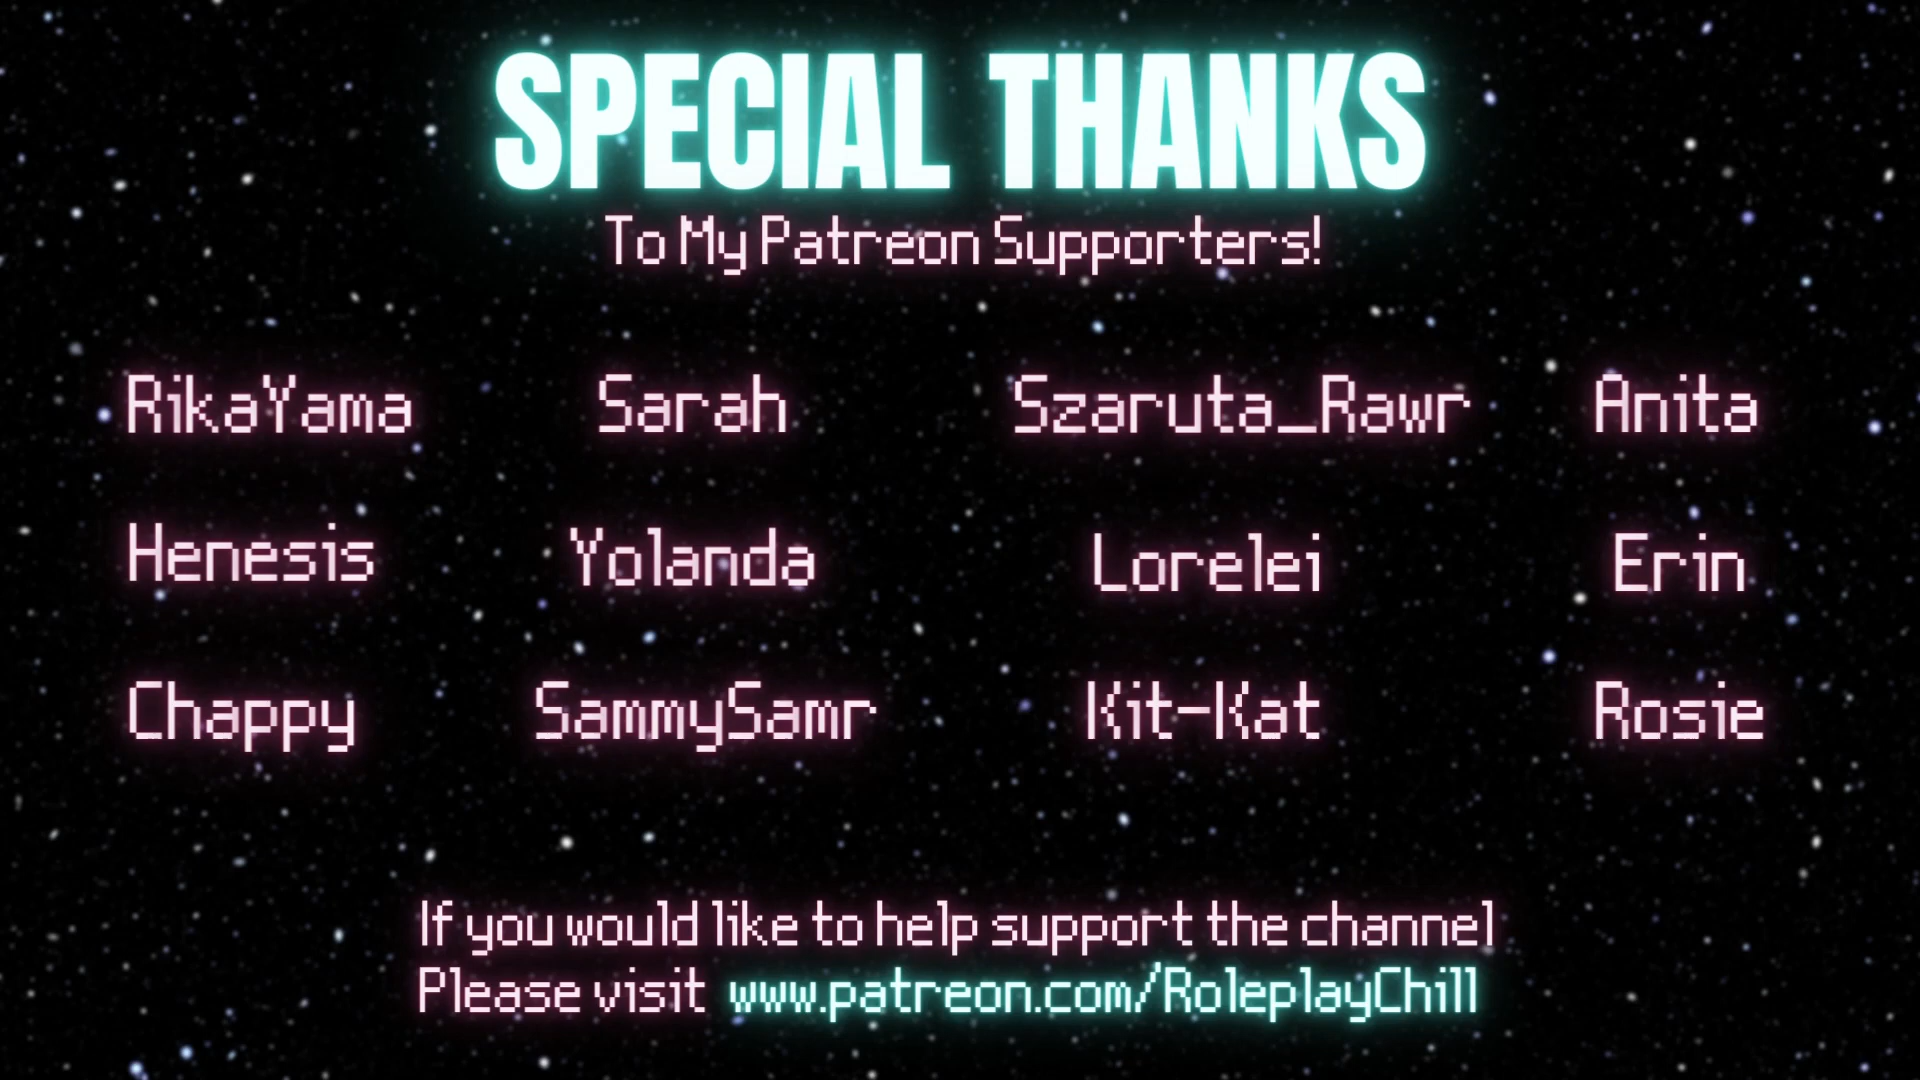 SPECIAL THANKS
To My Patreon Supporters!
RikaYama Sarah Szaruta_Rawr Anita
Henesis Yolanda Lorelei Erin
Chappy SammySamr Kit-Kat Rosie
If you would like to help support the channel
Please visit www.patreon.com/RoleplayChill